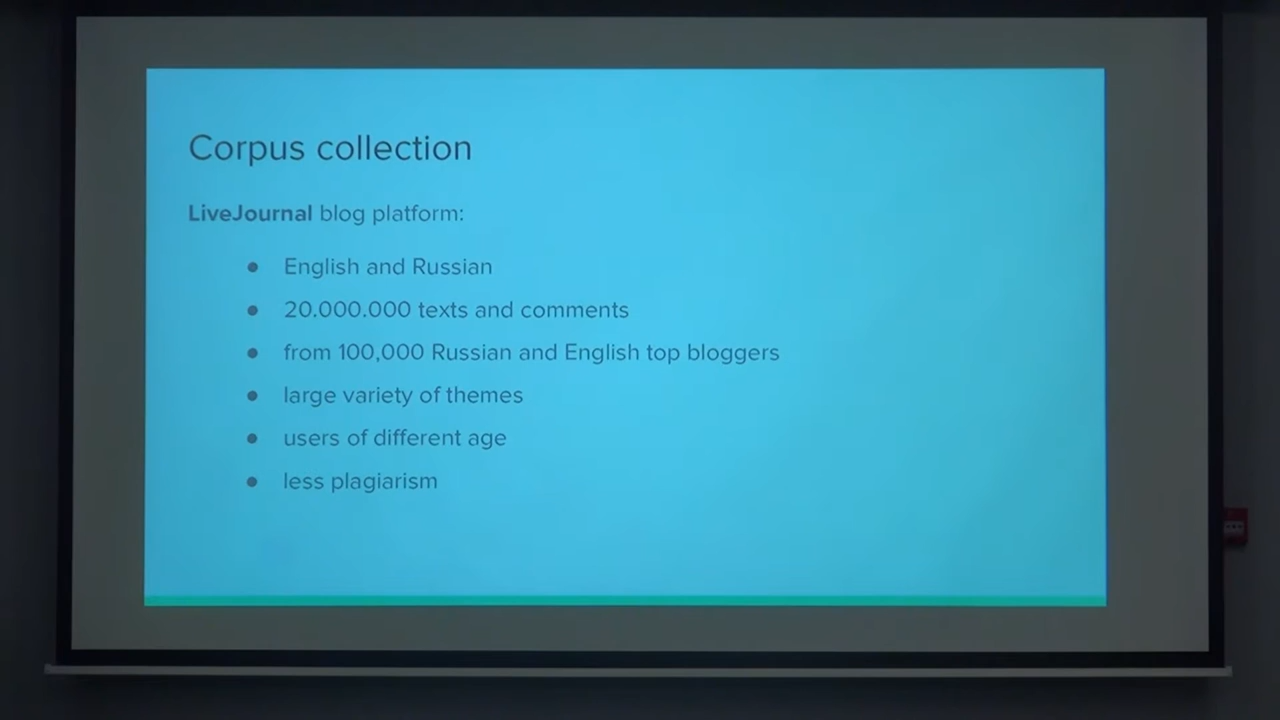 Corpus collection
LiveJournal blog platform:
● English and Russian
● 20.000.000 texts and comments
● from 100,000 Russian and English top bloggers
● large variety of themes
● users of different age
● less plagiarism